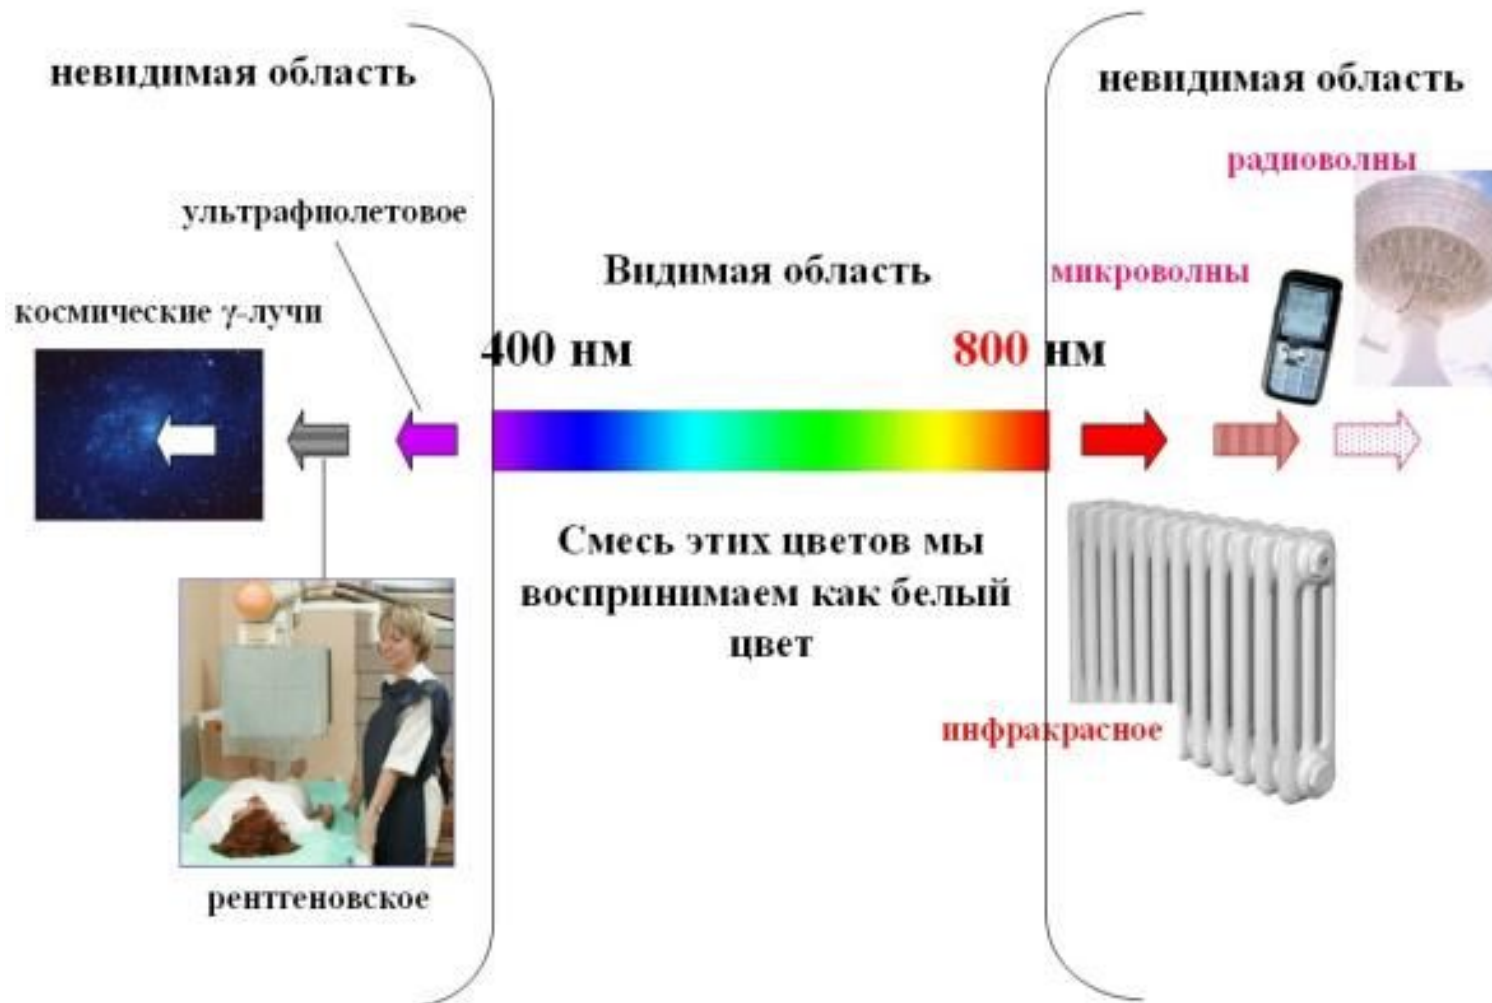 невидимая область
невидимая область
радиоволны
ультрафиолетовое
Видимая область
микроволны
космические γ-лучи
400 нм
800 нм
Смесь этих цветов мы
воспринимаем как белый
цвет
инфракрасное
рентгеновское